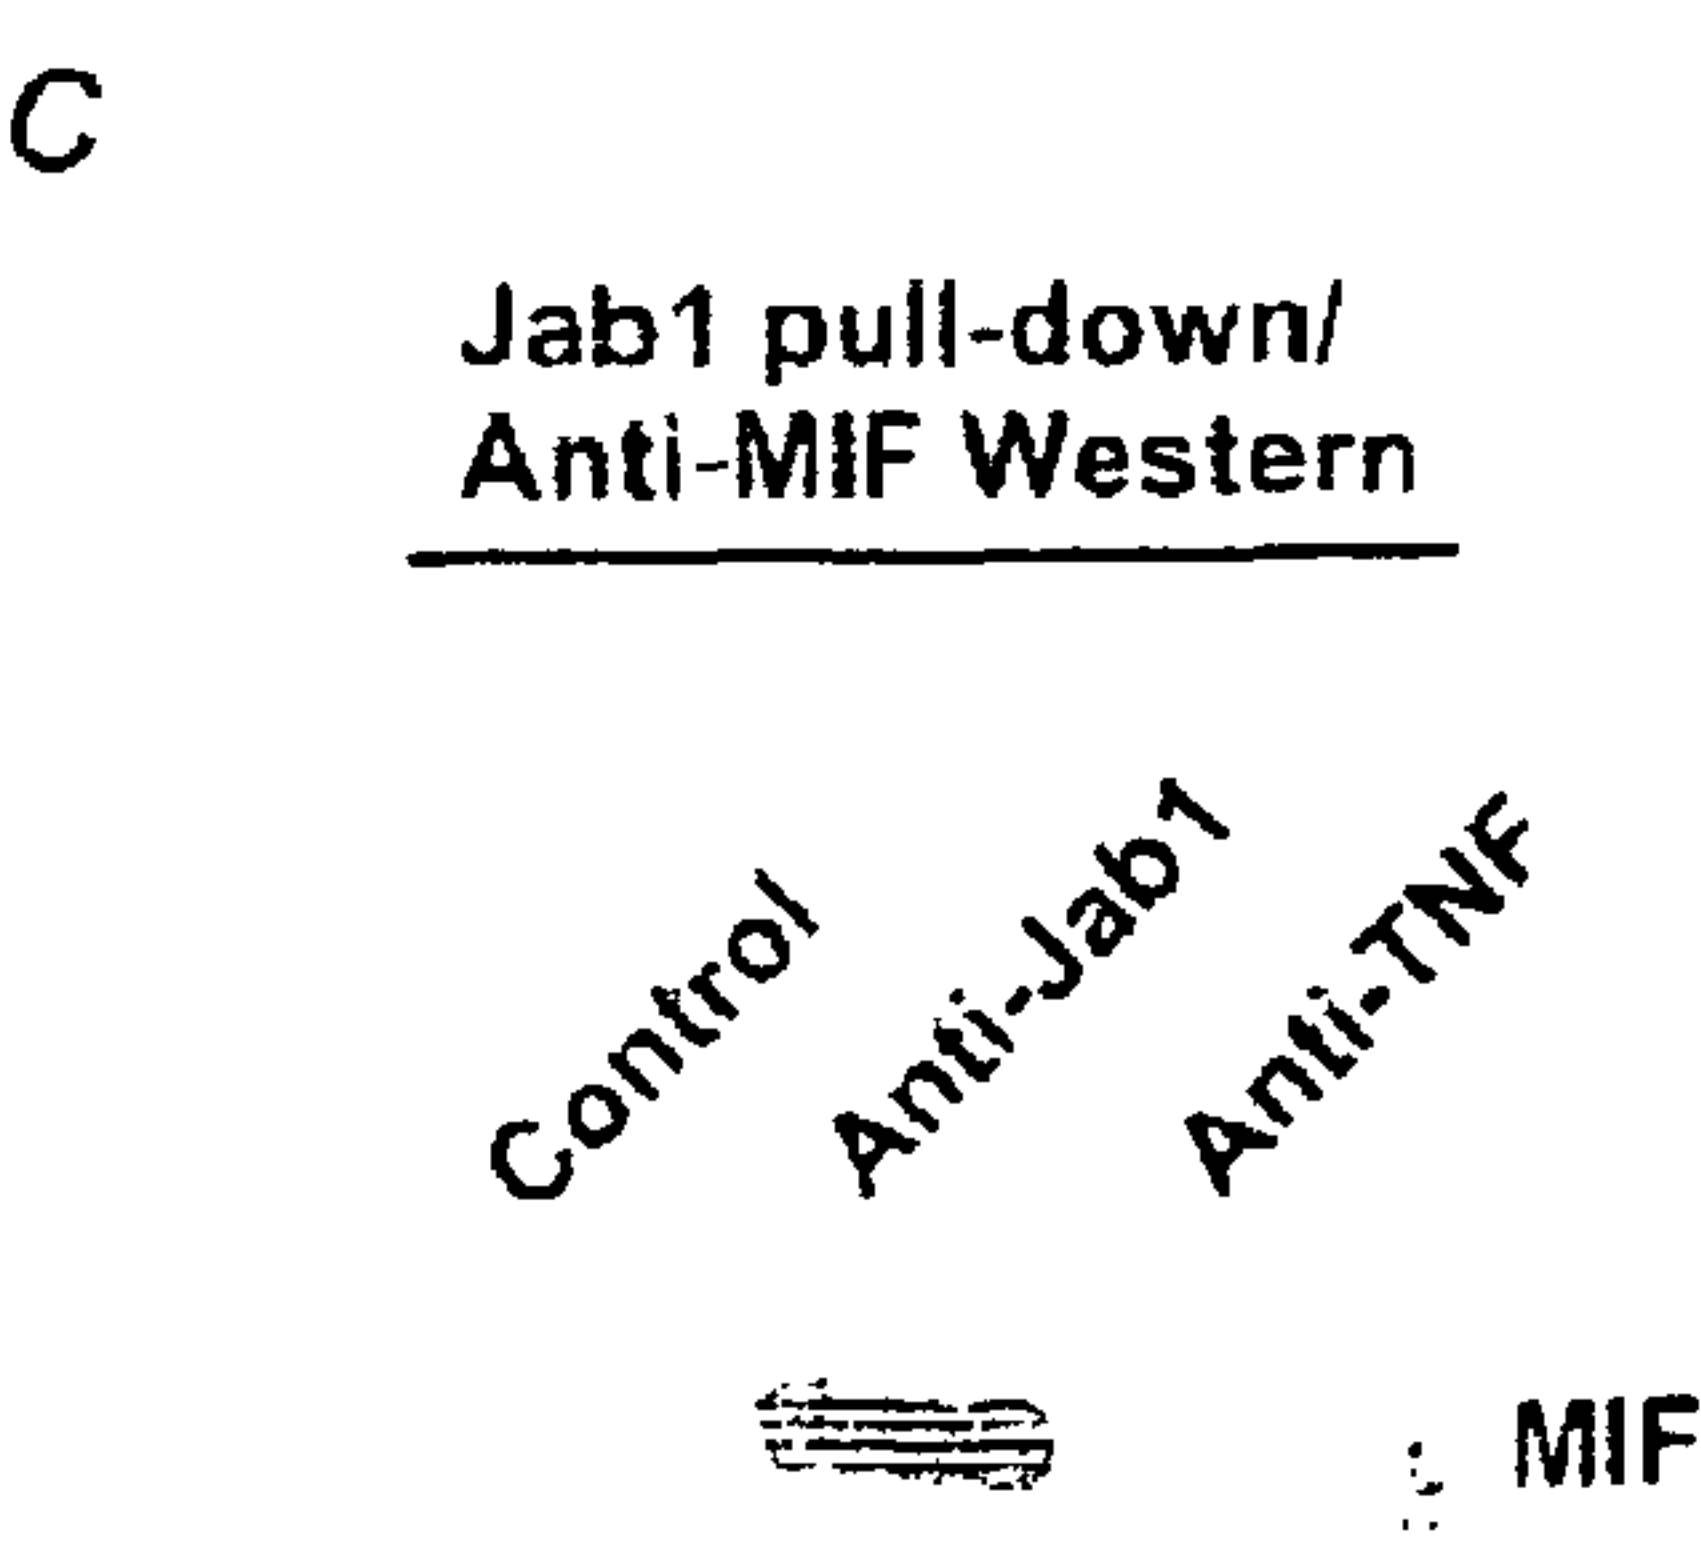 C
Jab1 pull-down/
Anti-MIF Western
Control
Anti-Jab1
Anti-TNF
MIF